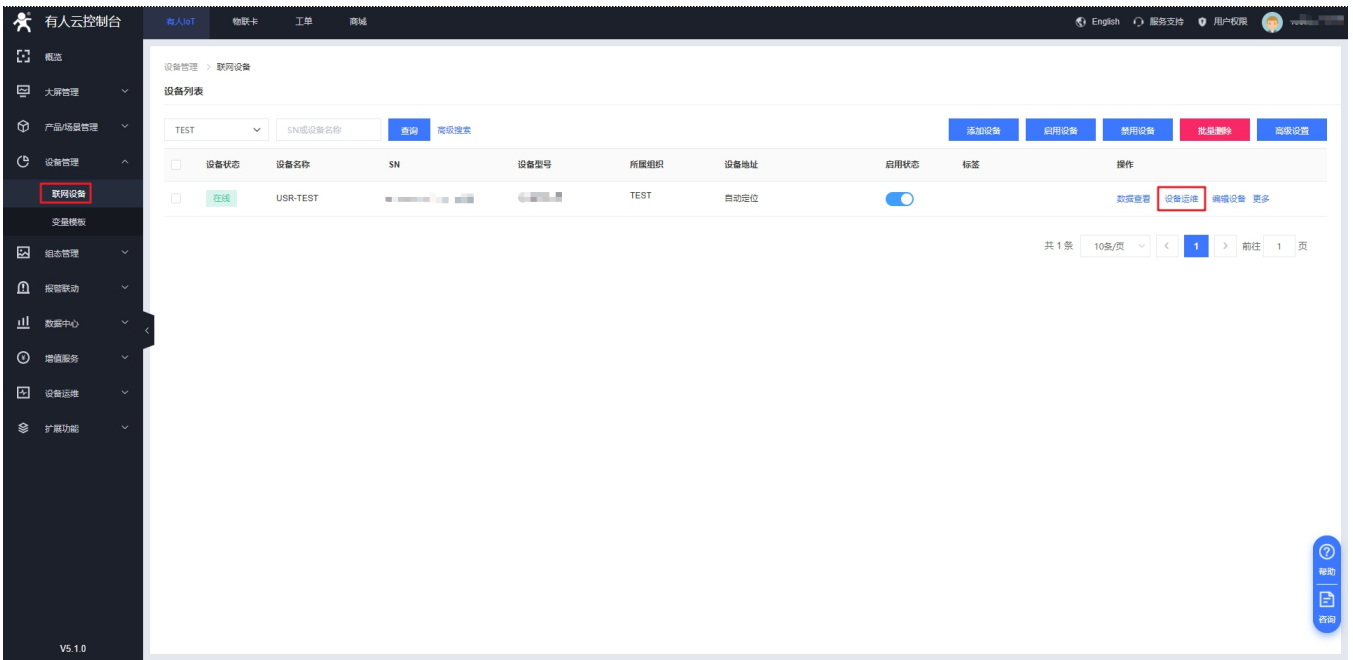 有人云控制台
有人IoT 物联卡 工单 商城
English 服务支持 用户权限
概览
大屏管理
产品/场景管理
设备管理
联网设备
变量模板
组态管理
报警联动
数据中心
增值服务
设备运维
扩展功能
V5.1.0
设备管理 > 联网设备
设备列表
TEST SN或设备名称 查询 高级搜索 添加设备 启用设备 禁用设备 批量删除 高级设置
设备状态 设备名称 SN 设备型号 所属组织 设备地址 启用状态 标签 操作
在线 USR-TEST TEST 自动定位 数据查看 设备运维 编辑设备 更多
共 1 条 10条/页 < 1 > 前往 1 页
帮助
咨询